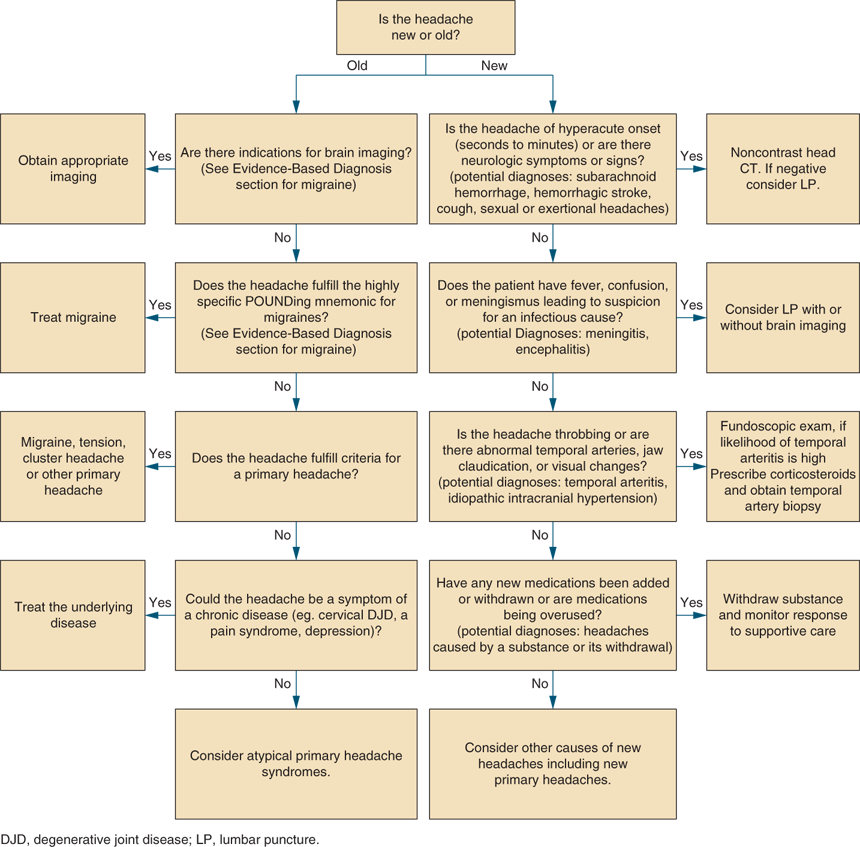 Is the headache
new or old?
Old
New
Obtain appropriate
imaging
Yes
Are there indications for brain imaging?
(See Evidence-Based Diagnosis
section for migraine)
Is the headache of hyperacute onset
(seconds to minutes) or are there
neurologic symptoms or signs?
(potential diagnoses: subarachnoid
hemorrhage, hemorrhagic stroke,
cough, sexual or exertional headaches)
Yes
Noncontrast head
CT. If negative
consider LP.
No
No
Treat migraine
Yes
Does the headache fulfill the highly
specific POUNDing mnemonic for
migraines?
(See Evidence-Based Diagnosis
section for migraine)
Does the patient have fever, confusion,
or meningismus leading to suspicion
for an infectious cause?
(potential Diagnoses: meningitis,
encephalitis)
Yes
Consider LP with or
without brain imaging
No
No
Migraine, tension,
cluster headache
or other primary
headache
Yes
Does the headache fulfill criteria for
a primary headache?
Is the headache throbbing or are
there abnormal temporal arteries, jaw
claudication, or visual changes?
(potential diagnoses: temporal arteritis,
idiopathic intracranial hypertension)
Yes
Fundoscopic exam, if
likelihood of temporal
arteritis is high
Prescribe corticosteroids
and obtain temporal
artery biopsy
No
No
Treat the underlying
disease
Yes
Could the headache be a symptom of
a chronic disease (eg. cervical DJD, a
pain syndrome, depression)?
Have any new medications been added
or withdrawn or are medications
being overused?
(potential diagnoses: headaches
caused by a substance or its withdrawal)
Yes
Withdraw substance
and monitor response
to supportive care
No
No
Consider atypical primary headache
syndromes.
Consider other causes of new
headaches including new
primary headaches.
DJD, degenerative joint disease; LP, lumbar puncture.